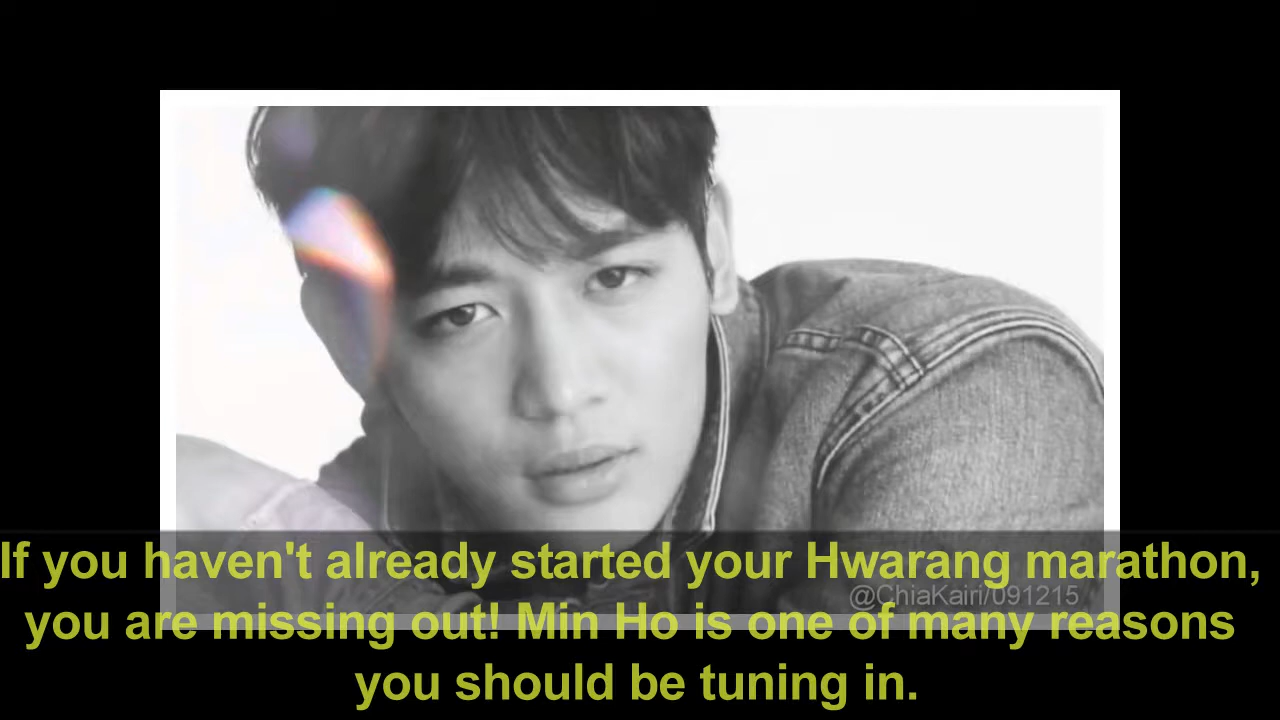 If you haven't already started your Hwarang marathon,
@ChiaKairi/091215
you are missing out! Min Ho is one of many reasons
you should be tuning in.